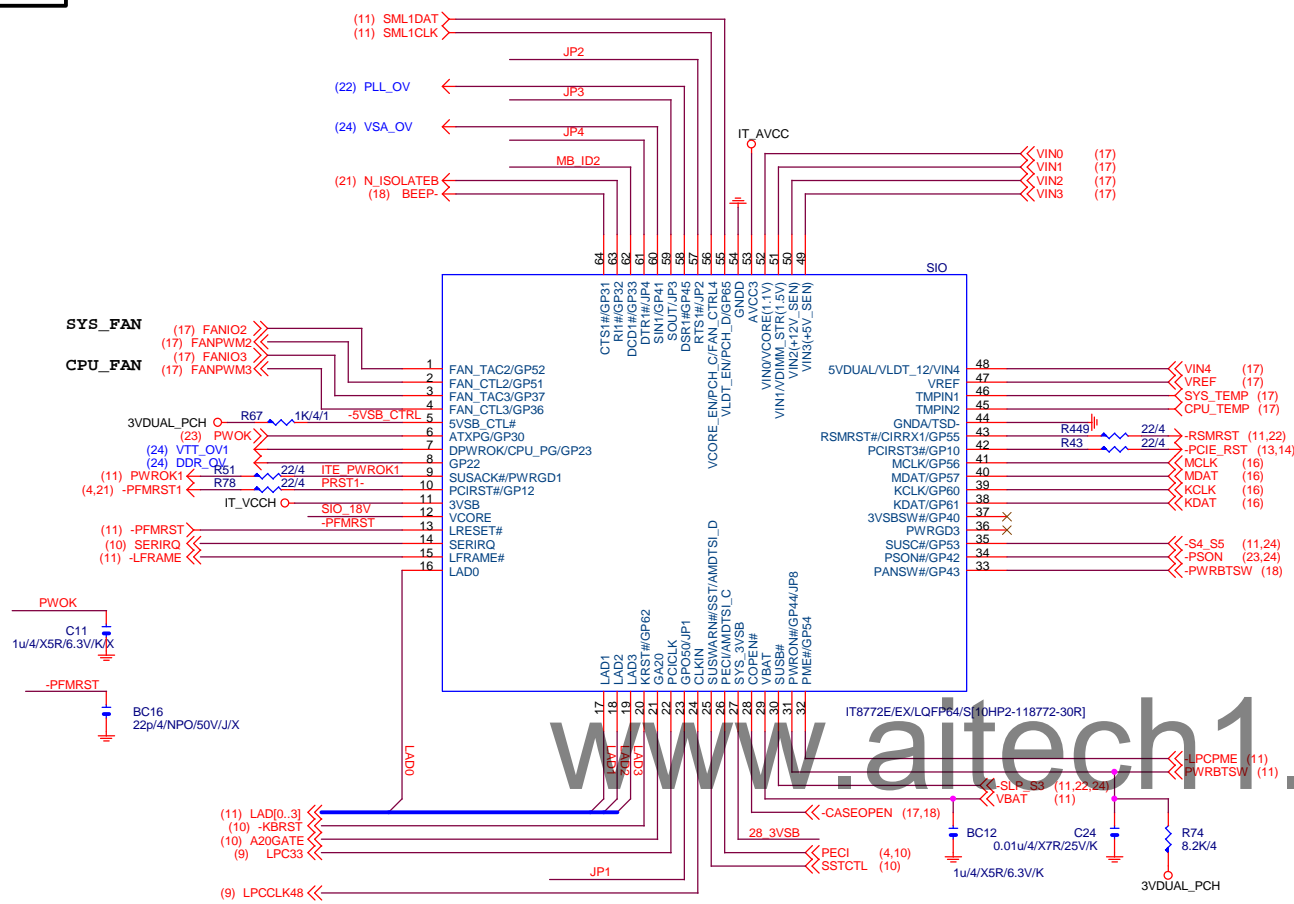 (11) SML1DAT
(11) SML1CLK
JP2
(22) PLL_OV
JP3
(24) VSA_OV
JP4
IT_AVCC
MB_ID2
(21) N_ISOLATEB
(18) BEEP-
VIN0 (17)
VIN1 (17)
VIN2 (17)
VIN3 (17)
64 63 62 61 60 59 58 57 56 55 54 53 52 51 50 49
SIO
CTS1#/GP31
RI1#/GP32
DCD1#/GP33
DTR1#/JP4
SIN1/GP41
SOUT/JP3
DSR1#GP45
RTS1#/JP2
VCORE_EN/PCH_C/FAN_CTRL4
VLDT_EN/PCH_D/GP65
GNDD
AVCC3
VIN0/VCORE(1.1V)
VIN1/VDIMM_STR(1.5V)
VIN2(+12V_SEN)
VIN3(+5V_SEN)
SYS_FAN
(17) FANIO2
(17) FANPWM2
CPU_FAN
(17) FANIO3
(17) FANPWM3
3VDUAL_PCH R67 1K/4/1 -5VSB_CTRL
(23) PWOK
(24) VTT_OV1
(24) DDR_OV
(11) PWROK1 R51 22/4 ITE_PWROK1
(4,21) -PFMRST1 R78 22/4 PRST1-
IT_VCCH
SIO_18V
(11) -PFMRST -PFMRST
(10) SERIRQ
(11) -LFRAME
1 FAN_TAC2/GP52
2 FAN_CTL2/GP51
3 FAN_TAC3/GP37
4 FAN_CTL3/GP36
5 5VSB_CTL#
6 ATXPG/GP30
7 DPWROK/CPU_PG/GP23
8 GP22
9 SUSACK#/PWRGD1
10 PCIRST#/GP12
11 3VSB
12 VCORE
13 LRESET#
14 SERIRQ
15 LFRAME#
16 LAD0
5VDUAL/VLDT_12/VIN4 48 VIN4 (17)
VREF 47 VREF (17)
TMPIN1 46 SYS_TEMP (17)
TMPIN2 45 CPU_TEMP (17)
GNDA/TSD- 44
RSMRST#/CIRRX1/GP55 43 R449 22/4 -RSMRST (11,22)
PCIRST3#/GP10 42 R43 22/4 -PCIE_RST (13,14)
MCLK/GP56 41 MCLK (16)
MDAT/GP57 40 MDAT (16)
KCLK/GP60 39 KCLK (16)
KDAT/GP61 38 KDAT (16)
3VSBSW#/GP40 37
PWRGD3 36
SUSC#/GP53 35 -S4_S5 (11,24)
PSON#/GP42 34 -PSON (23,24)
PANSW#/GP43 33 -PWRBTSW (18)
PWOK
C11
1u/4/X5R/6.3V/K/X
-PFMRST
BC16
22p/4/NPO/50V/J/X
LAD1
LAD2
LAD3
KRST#/GP62
GA20
PCICLK
GPO50/JP1
CLKIN
SUSWARN#/SST/AMDTSI_D
PECI/AMDTSI_C
SYS_3VSB
COPEN#
VBAT
SUSB#
PWRON#/GP44/JP8
PME#/GP54
17 18 19 20 21 22 23 24 25 26 27 28 29 30 31 32
IT8772E/EX/LQFP64/S[10HP2-118772-30R]
www.aitech1.
LAD0
LAD1
LAD2
LAD3
-LPCPME (11)
PWRBTSW (11)
-SLP_S3 (11,22,24)
VBAT (11)
(11) LAD[0..3]
(10) -KBRST
(10) A20GATE
(9) LPC33
-CASEOPEN (17,18)
28_3VSB
PECI (4,10)
SSTCTL (10)
JP1
(9) LPCCLK48
BC12
1u/4/X5R/6.3V/K
C24
0.01u/4/X7R/25V/K
R74
8.2K/4
3VDUAL_PCH